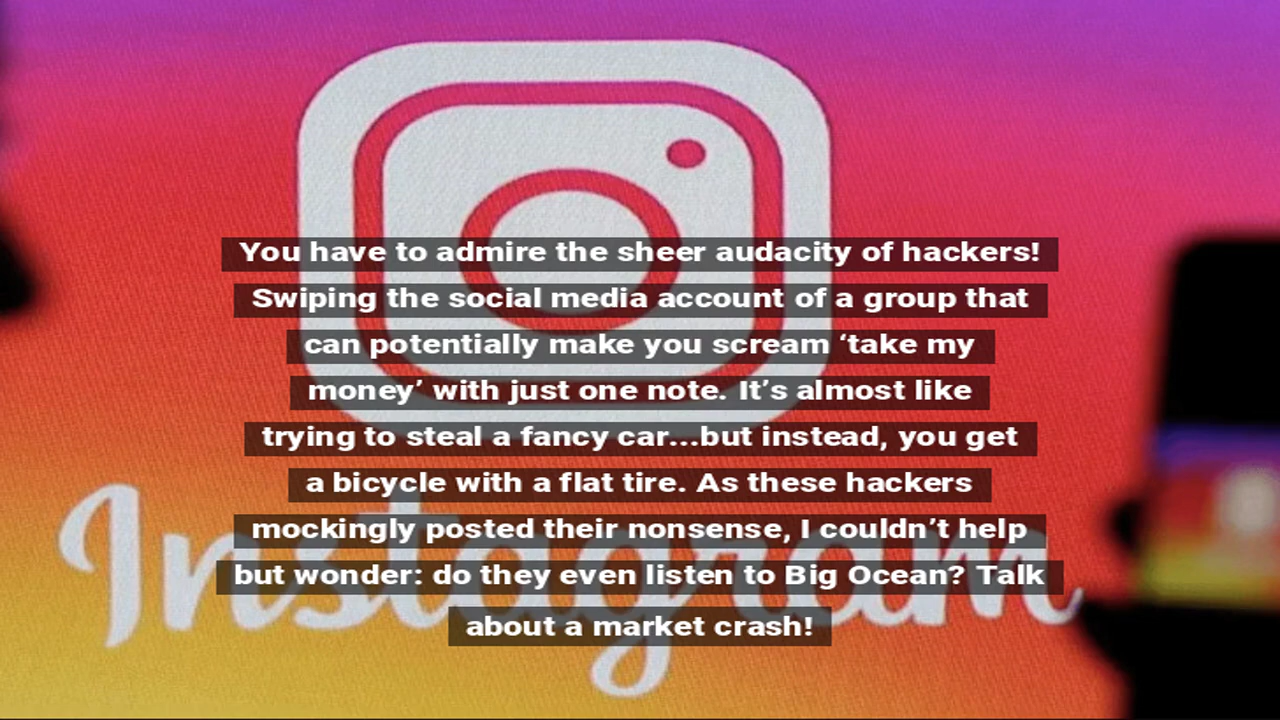 You have to admire the sheer audacity of hackers!
Swiping the social media account of a group that
can potentially make you scream ‘take my
money’ with just one note. It’s almost like
trying to steal a fancy car...but instead, you get
a bicycle with a flat tire. As these hackers
mockingly posted their nonsense, I couldn’t help
but wonder: do they even listen to Big Ocean? Talk
about a market crash!
Instagram